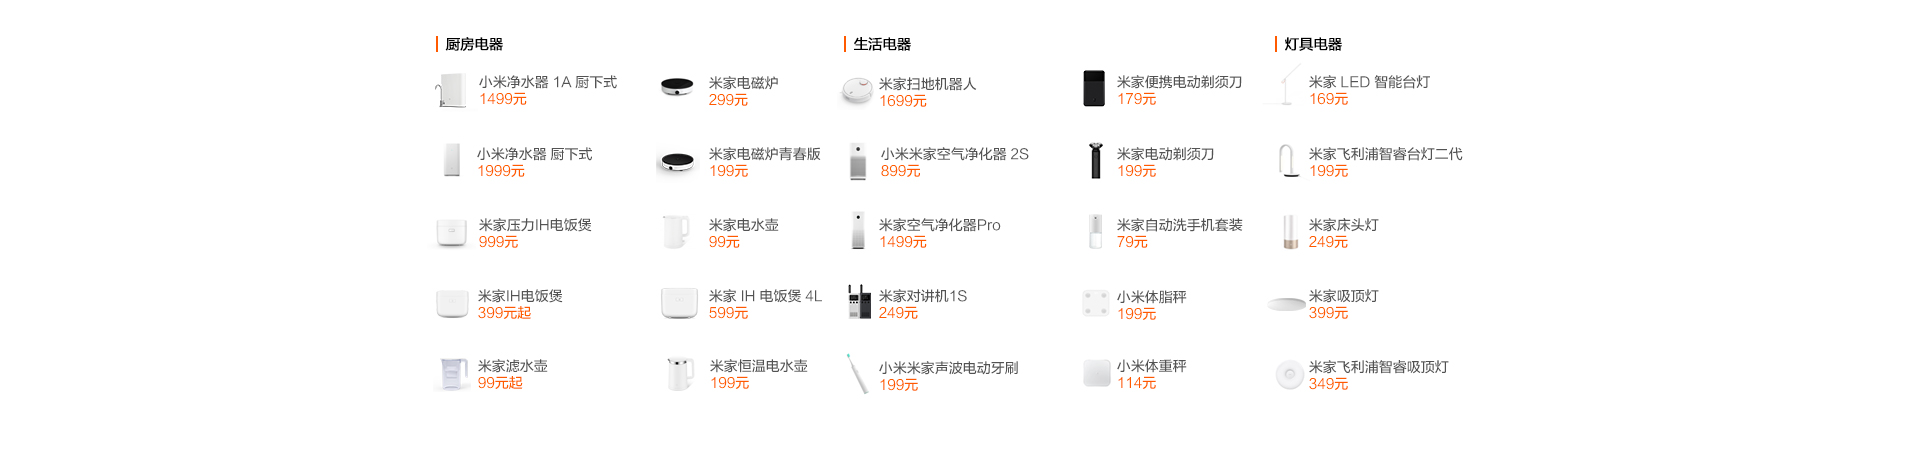 厨房电器
小米净水器 1A 厨下式
1499元
小米净水器 厨下式
1999元
米家压力IH电饭煲
999元
米家IH电饭煲
399元起
米家滤水壶
99元起
米家电磁炉
299元
米家电磁炉青春版
199元
米家电水壶
99元
米家 IH 电饭煲 4L
599元
米家恒温电水壶
199元
生活电器
米家扫地机器人
1699元
小米米家空气净化器 2S
899元
米家空气净化器Pro
1499元
米家对讲机1S
249元
小米米家声波电动牙刷
199元
米家便携电动剃须刀
179元
米家电动剃须刀
199元
米家自动洗手机套装
79元
小米体脂秤
199元
小米体重秤
114元
灯具电器
米家 LED 智能台灯
169元
米家飞利浦智睿台灯二代
199元
米家床头灯
249元
米家吸顶灯
399元
米家飞利浦智睿吸顶灯
349元